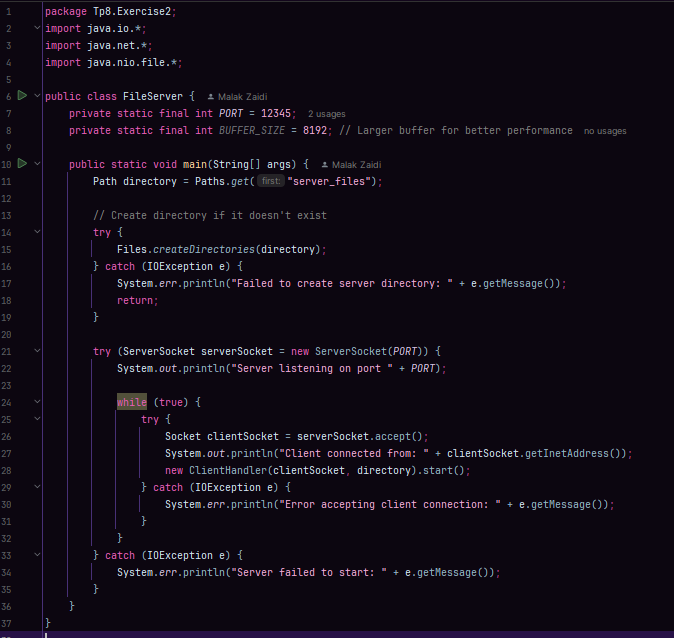 1 package Tp8.Exercise2;
2 import java.io.*;
3 import java.net.*;
4 import java.nio.file.*;
5
6 public class FileServer { Malak Zaidi
7 private static final int PORT = 12345; 2 usages
8 private static final int BUFFER_SIZE = 8192; // Larger buffer for better performance no usages
9
10 public static void main(String[] args) { Malak Zaidi
11 Path directory = Paths.get( first: "server_files");
12
13 // Create directory if it doesn't exist
14 try {
15 Files.createDirectories(directory);
16 } catch (IOException e) {
17 System.err.println("Failed to create server directory: " + e.getMessage());
18 return;
19 }
20
21 try (ServerSocket serverSocket = new ServerSocket(PORT)) {
22 System.out.println("Server listening on port " + PORT);
23
24 while (true) {
25 try {
26 Socket clientSocket = serverSocket.accept();
27 System.out.println("Client connected from: " + clientSocket.getInetAddress());
28 new ClientHandler(clientSocket, directory).start();
29 } catch (IOException e) {
30 System.err.println("Error accepting client connection: " + e.getMessage());
31 }
32 }
33 } catch (IOException e) {
34 System.err.println("Server failed to start: " + e.getMessage());
35 }
36 }
37 }